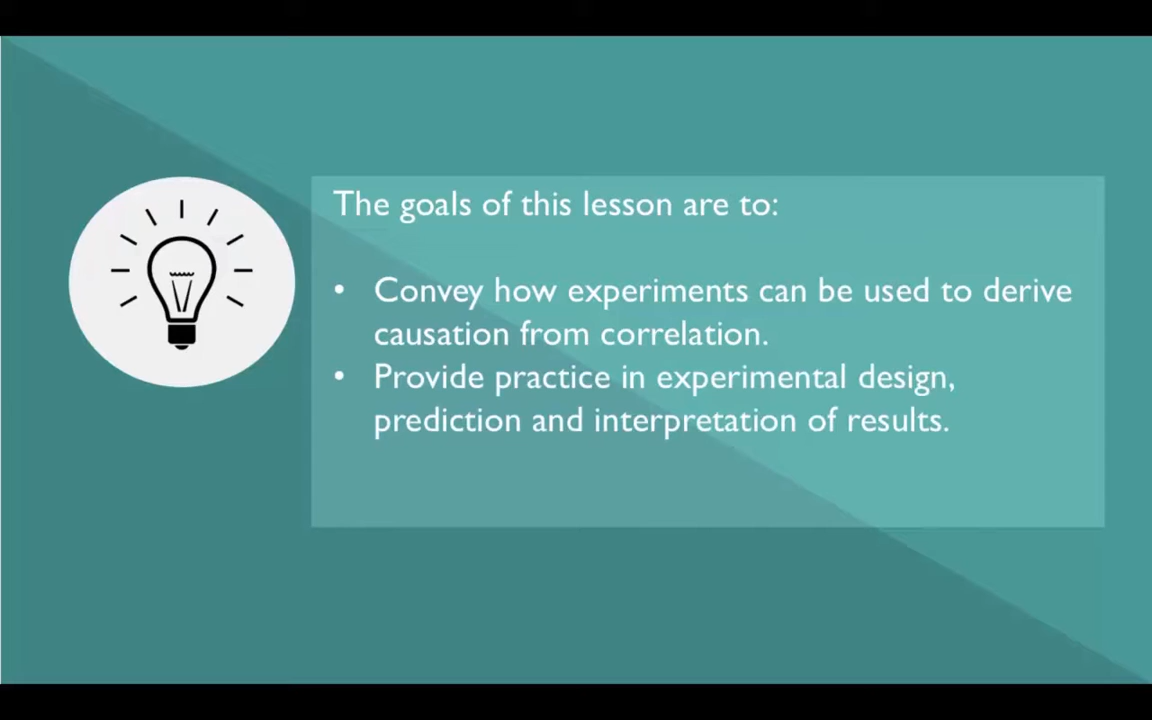 The goals of this lesson are to:
• Convey how experiments can be used to derive
causation from correlation.
• Provide practice in experimental design,
prediction and interpretation of results.